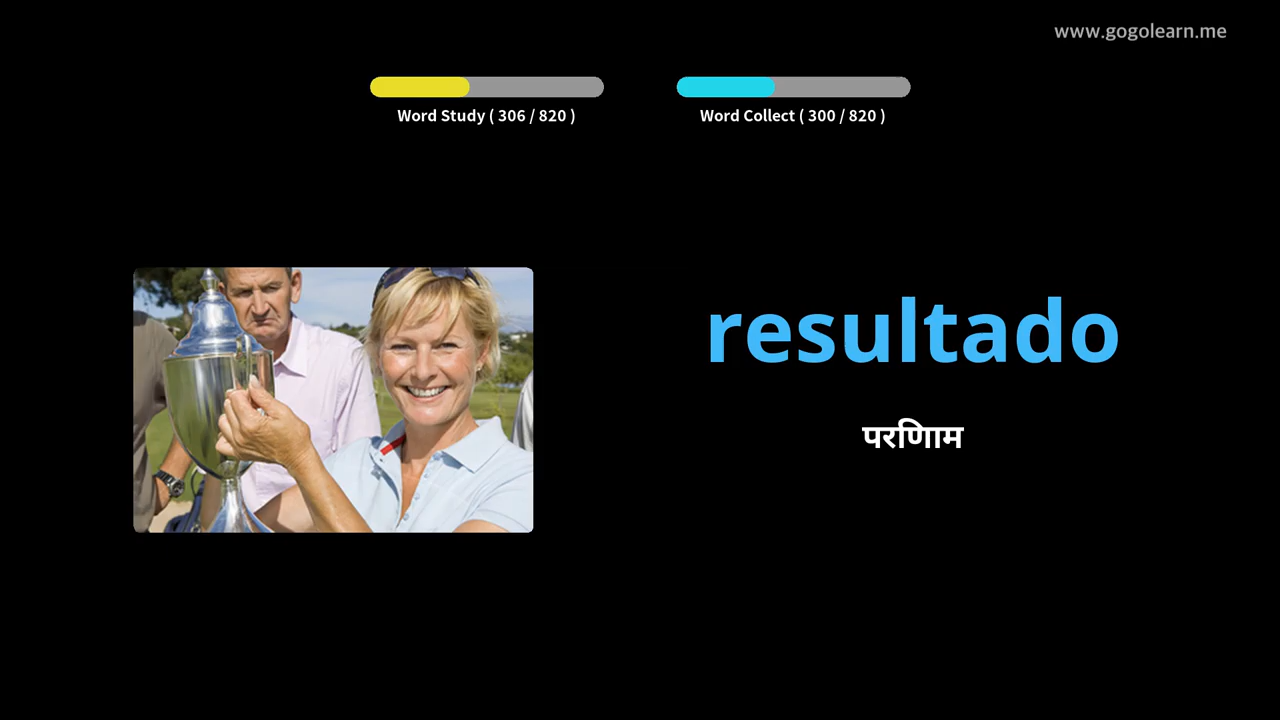 www.gogolearn.me
Word Study ( 306 / 820 )
Word Collect ( 300 / 820 )
resultado
परिणाम